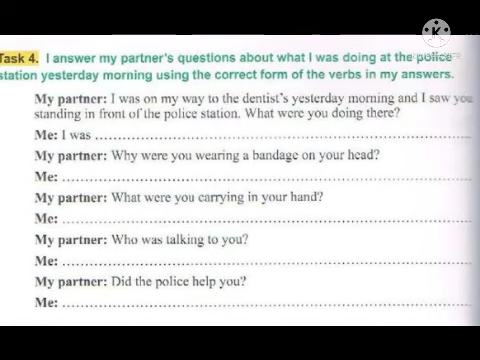 Task 4. I answer my partner's questions about what I was doing at the police
station yesterday morning using the correct form of the verbs in my answers.
My partner: I was on my way to the dentist's yesterday morning and I saw you
standing in front of the police station. What were you doing there?
Me: I was ........................................................................
My partner: Why were you wearing a bandage on your head?
Me: ........................................................................
My partner: What were you carrying in your hand?
Me: ........................................................................
My partner: Who was talking to you?
Me: ........................................................................
My partner: Did the police help you?
Me: ........................................................................